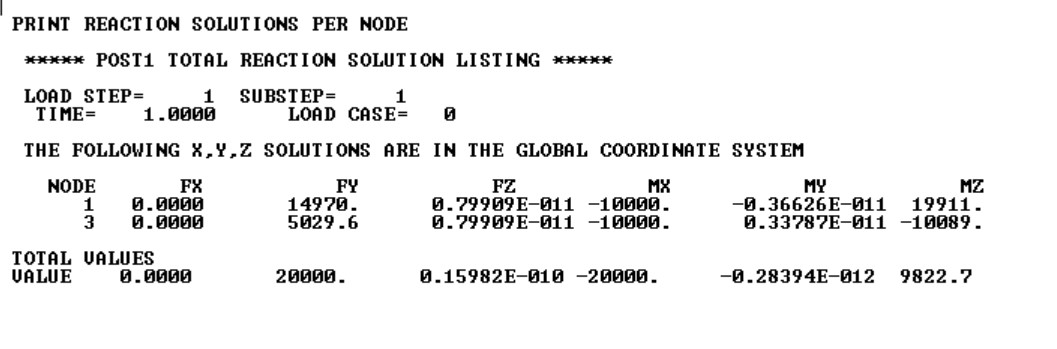 PRINT REACTION SOLUTIONS PER NODE
***** POST1 TOTAL REACTION SOLUTION LISTING *****
LOAD STEP= 1 SUBSTEP= 1
TIME= 1.0000 LOAD CASE= 0
THE FOLLOWING X,Y,Z SOLUTIONS ARE IN THE GLOBAL COORDINATE SYSTEM
NODE FX FY FZ MX MY MZ
1 0.0000 14970. 0.79909E-011 -10000. -0.36626E-011 19911.
3 0.0000 5029.6 0.79909E-011 -10000. 0.33787E-011 -10089.
TOTAL VALUES
VALUE 0.0000 20000. 0.15982E-010 -20000. -0.28394E-012 9822.7